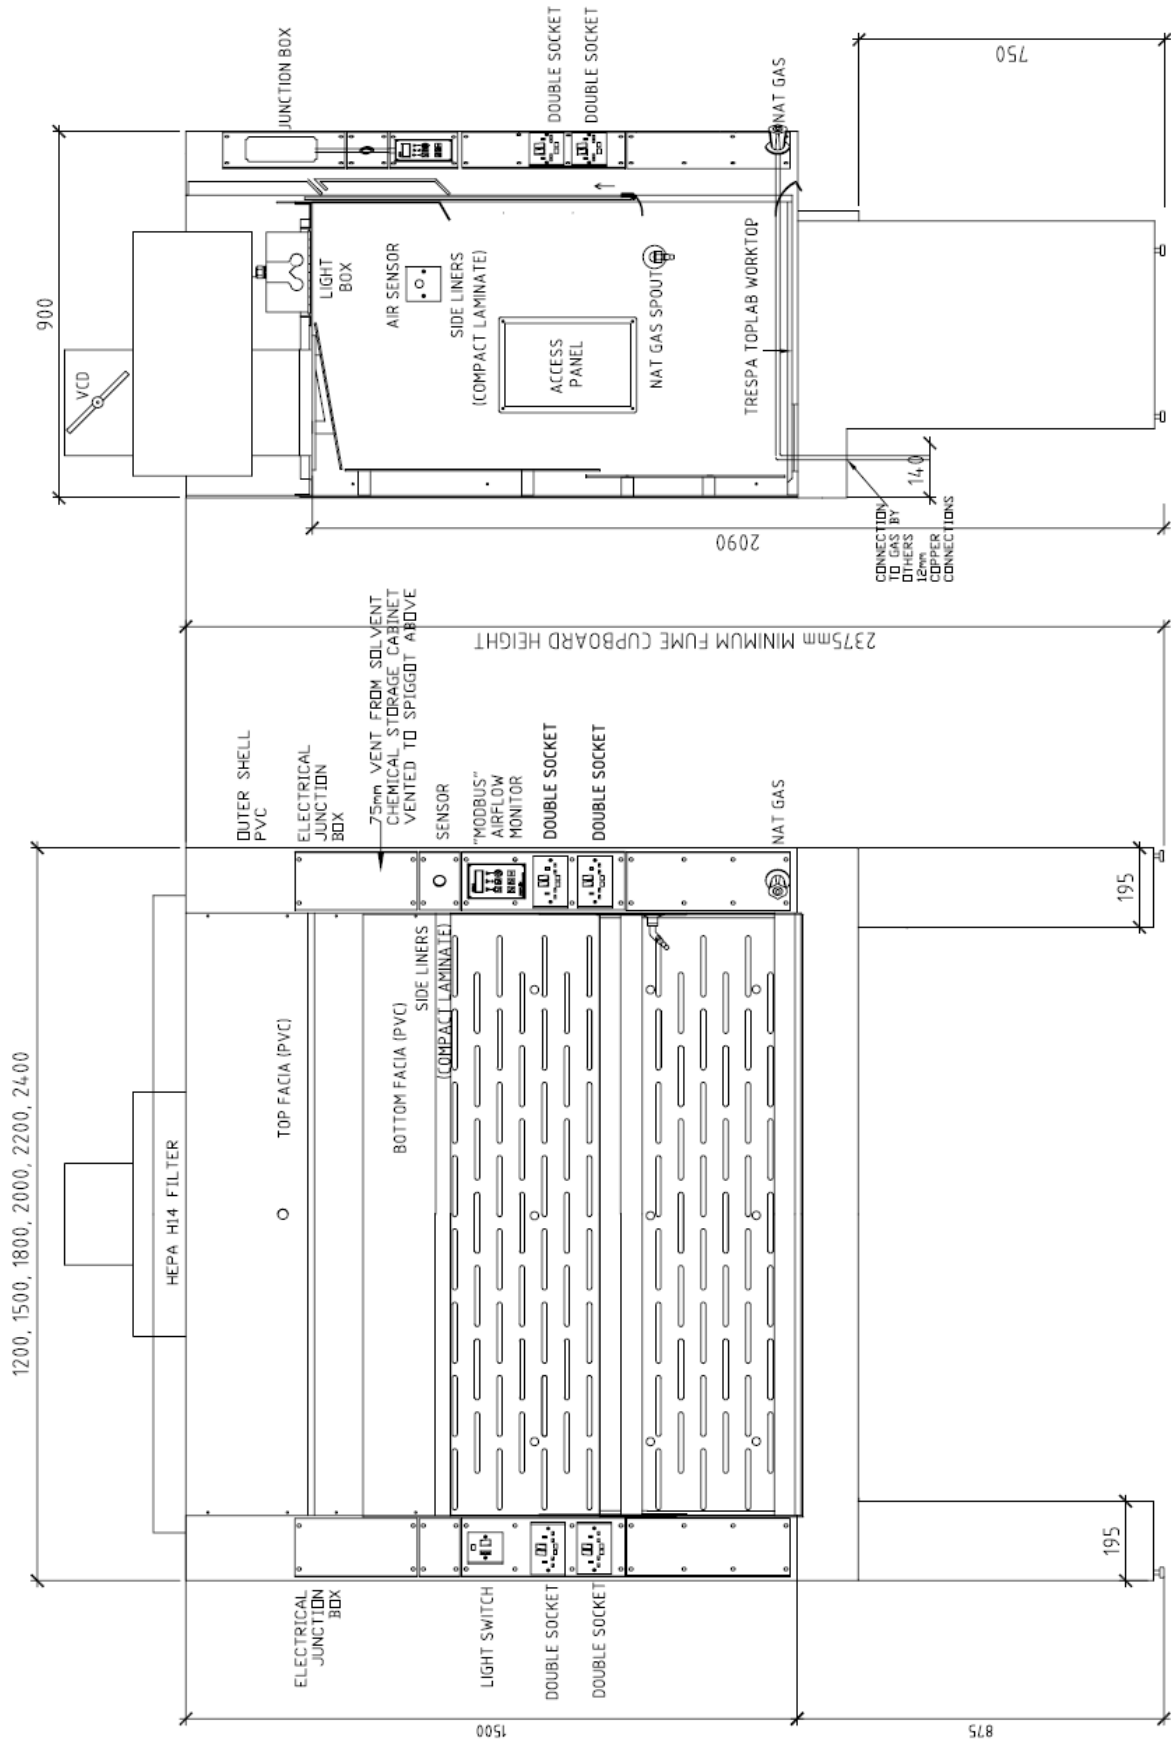 1200, 1500, 1800, 2000, 2200, 2400
HEPA H14 FILTER
TOP FACIA (PVC)
BOTTOM FACIA (PVC)
SIDE LINERS
(COMPACT LAMINATE)
OUTER SHELL
PVC
ELECTRICAL
JUNCTION
BOX
75mm VENT FROM SOLVENT
CHEMICAL STORAGE CABINET
VENTED TO SPIGGOT ABOVE
SENSOR
"MODBUS"
AIRFLOW
MONITOR
DOUBLE SOCKET
DOUBLE SOCKET
NAT GAS
ELECTRICAL
JUNCTION
BOX
LIGHT SWITCH
DOUBLE SOCKET
DOUBLE SOCKET
195
195
1500
875
2375mm MINIMUM FUME CUPBOARD HEIGHT
900
VCD
LIGHT
BOX
AIR SENSOR
SIDE LINERS
(COMPACT LAMINATE)
ACCESS
PANEL
NAT GAS SPOUT
TRESPA TOPLAB WORKTOP
JUNCTION BOX
DOUBLE SOCKET
DOUBLE SOCKET
NAT GAS
2090
140
CONNECTION
TO GAS BY
OTHERS
12mm
COPPER
CONNECTIONS
750